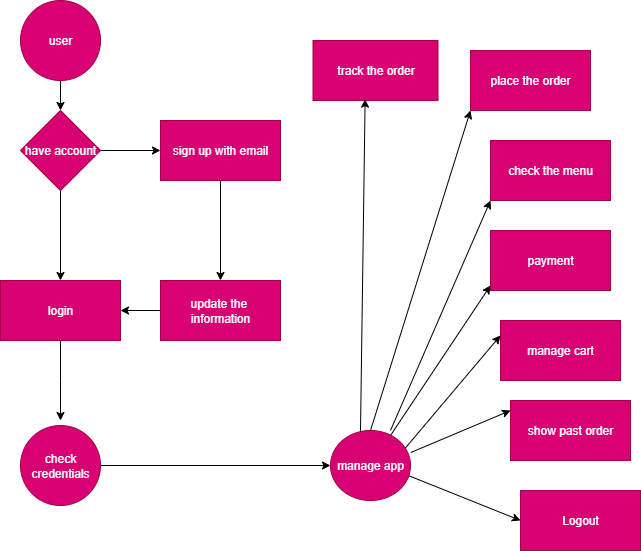 user
track the order
place the order
have account
sign up with email
check the menu
payment
login
update the
information
manage cart
show past order
check
credentials
manage app
Logout